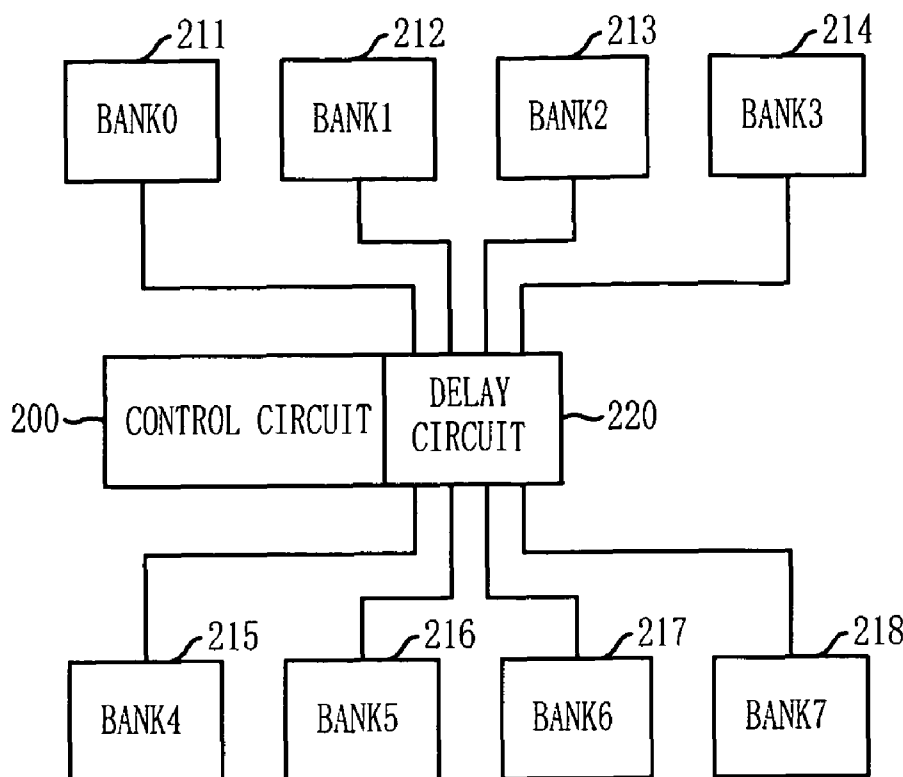 211
212
213
214
BANK0
BANK1
BANK2
BANK3
200
CONTROL CIRCUIT
DELAY
CIRCUIT
220
215
216
217
218
BANK4
BANK5
BANK6
BANK7